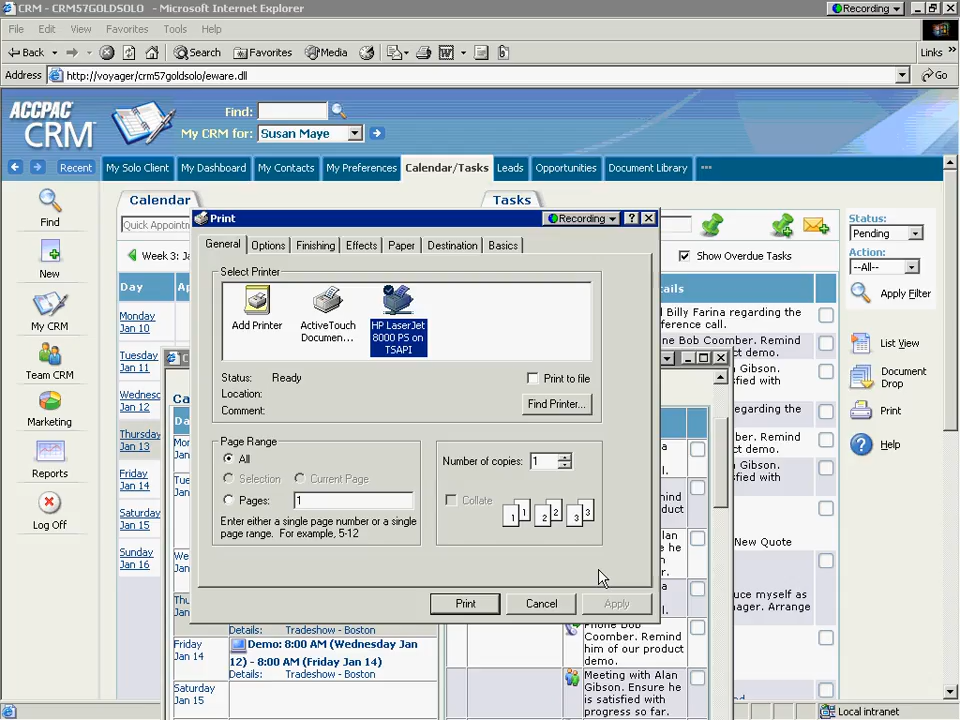 CRM - CRM57GOLDSOLO - Microsoft Internet Explorer
Recording
File Edit View Favorites Tools Help
Back Search Favorites Media Links »
Address http://voyager/crm57goldsolo/eware.dll Go
ACCPAC
CRM
Find:
My CRM for: Susan Maye
Recent My Solo Client My Dashboard My Contacts My Preferences Calendar/Tasks Leads Opportunities Document Library
Find
New
My CRM
Team CRM
Marketing
Reports
Log Off
Calendar
Tasks
Quick Appointm
Week 3: Ja
Show Overdue Tasks
Day
ails
Monday
Jan 10
Tuesday
Jan 11
Wednesc
Jan 12
Thursday
Jan 13
Friday
Jan 14
Saturday
Jan 15
Sunday
Jan 16
Status:
Pending
Action:
--All--
Apply Filter
List View
Document
Drop
Print
Help
Print
Recording
General Options Finishing Effects Paper Destination Basics
Select Printer
Add Printer
ActiveTouch
Documen...
HP LaserJet
8000 PS on
TSAPI
Status: Ready
Location:
Comment:
Print to file
Find Printer...
Page Range
All
Selection Current Page
Pages: 1
Enter either a single page number or a single
page range. For example, 5-12
Number of copies: 1
Collate
1 1 2 2 3 3
Print Cancel Apply
Billy Farina regarding the
ference call.
ne Bob Coomber. Remind
product demo.
Gibson.
sfied with
regarding the
New Quote
uce myself as
ager. Arrange
Details: Tradeshow - Boston
Friday
Jan 14
Demo: 8:00 AM (Wednesday Jan
12) - 8:00 AM (Friday Jan 14)
Details: Tradeshow - Boston
Saturday
Jan 15
Phone Bob
Coomber. Remind
him of our product
demo.
Meeting with Alan
Gibson. Ensure he
is satisfied with
progress so far.
Local intranet